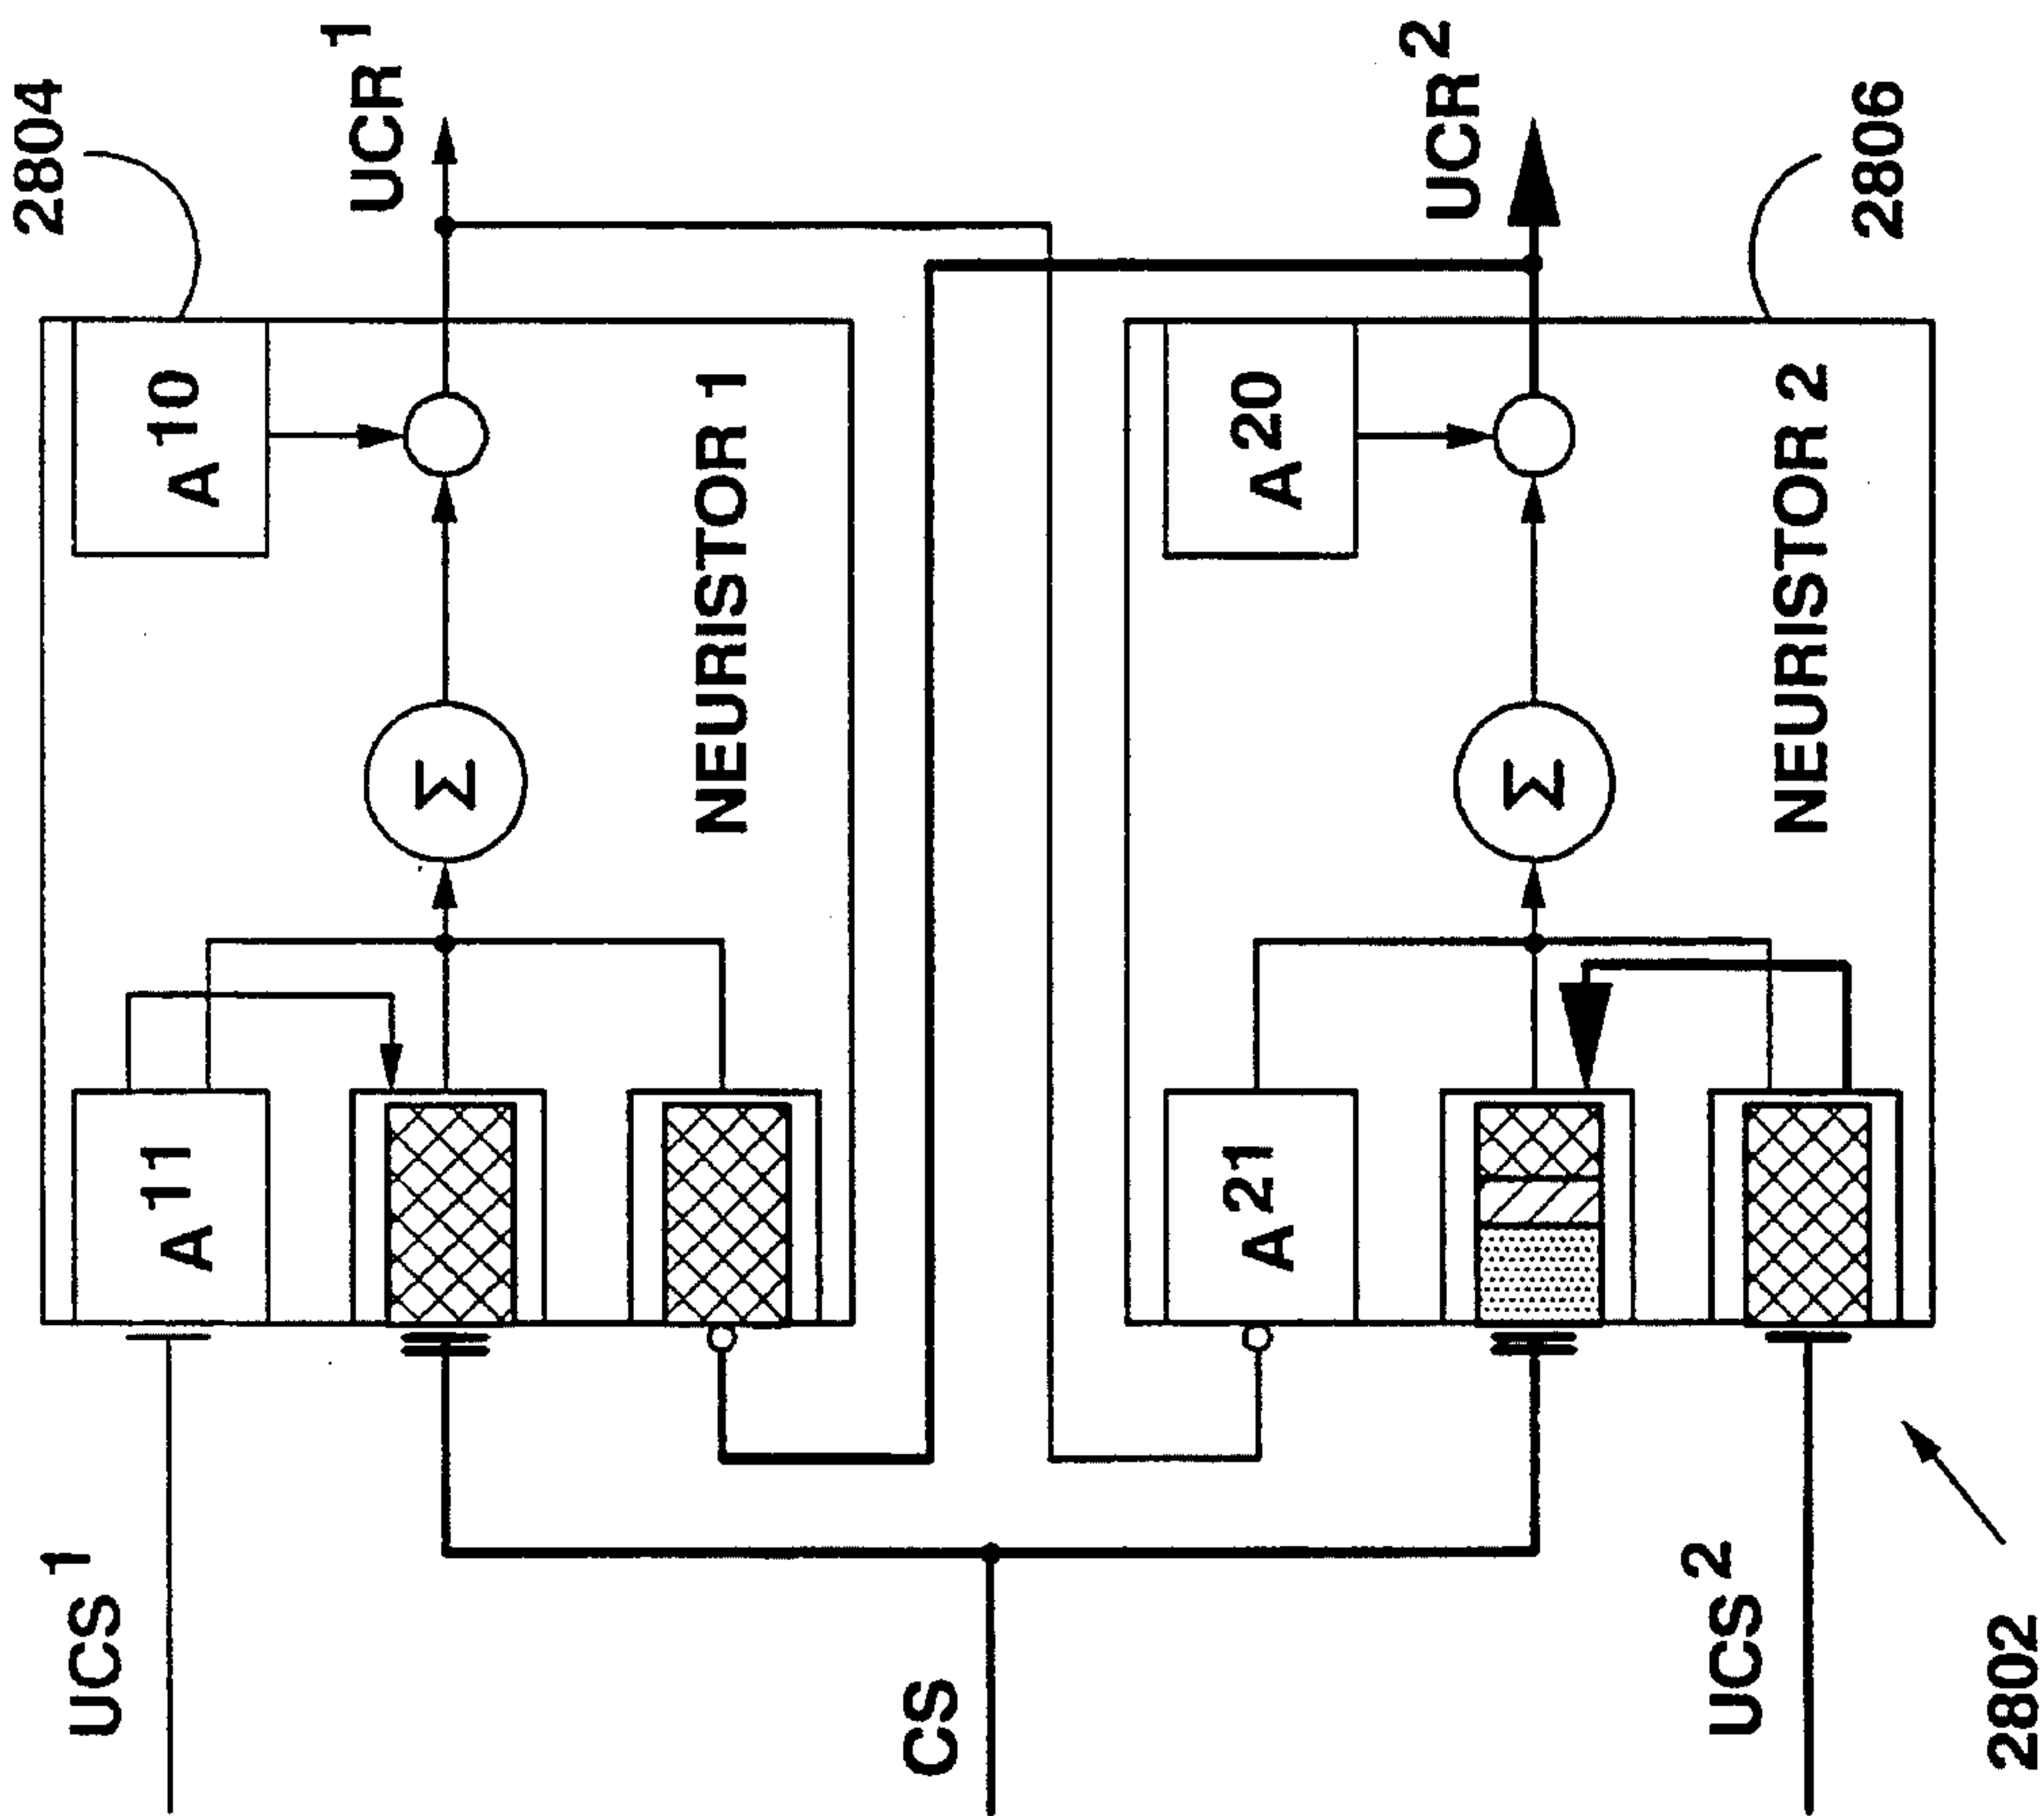 2804
UCR 1
A 10
NEURISTOR 1
Σ
A 11
UCS 1
CS
UCR 2
2806
A 20
NEURISTOR 2
Σ
A 21
UCS 2
2802